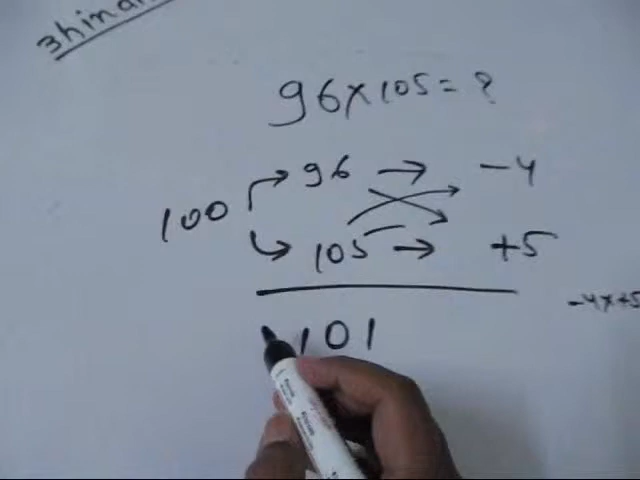 96×105=?
96 → -4
100
105 → +5
-4×+5
101